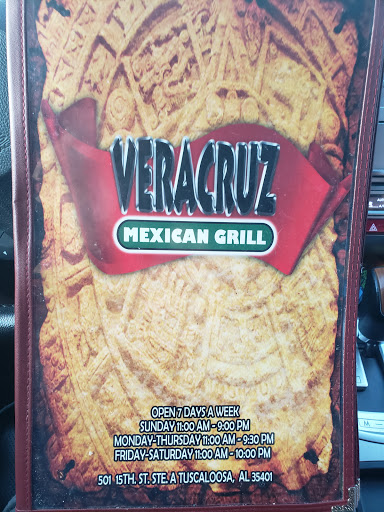 VERACRUZ
MEXICAN GRILL
OPEN 7 DAYS A WEEK
SUNDAY 11:00 AM - 9:00 PM
MONDAY-THURSDAY 11:00 AM - 9:30 PM
FRIDAY-SATURDAY 11:00 AM - 10:00 PM
501 15TH. ST. STE. A TUSCALOOSA, AL 35401